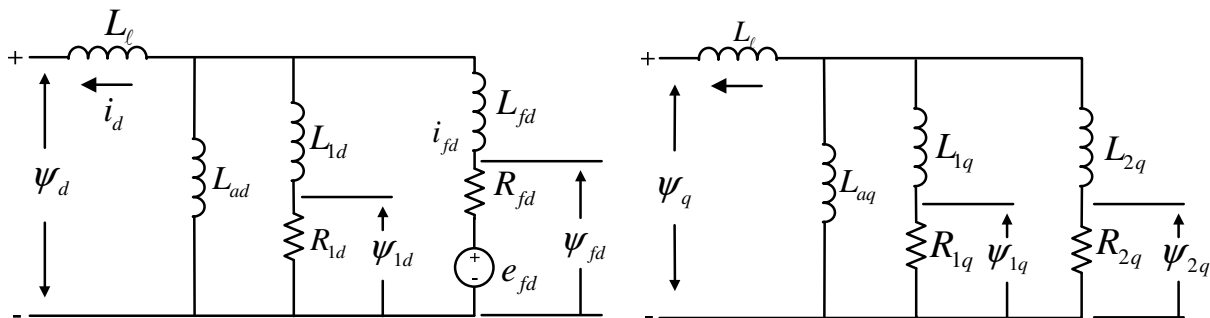 L_ℓ
+
i_d
L_fd
L_1d
i_fd
L_ad
R_fd
ψ_d
R_1d
ψ_1d
ψ_fd
+
-
e_fd
-
L_ℓ
+
L_1q
L_2q
ψ_q
L_aq
R_1q
ψ_1q
R_2q
ψ_2q
-